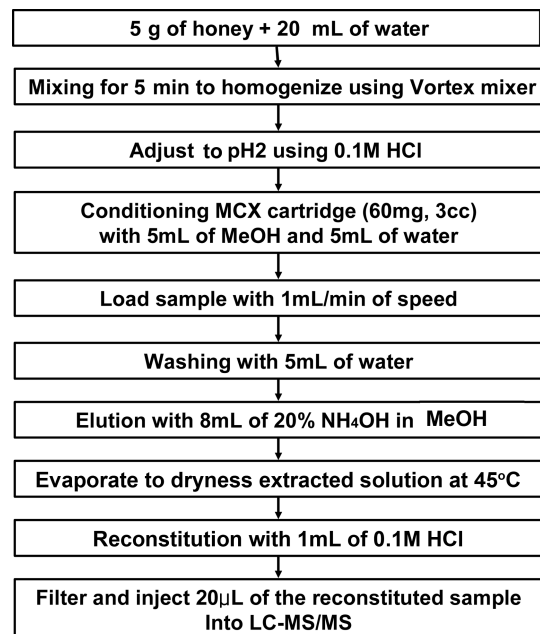 5 g of honey + 20 mL of water
Mixing for 5 min to homogenize using Vortex mixer
Adjust to pH2 using 0.1M HCl
Conditioning MCX cartridge (60mg, 3cc)
with 5mL of MeOH and 5mL of water
Load sample with 1mL/min of speed
Washing with 5mL of water
Elution with 8mL of 20% NH₄OH in MeOH
Evaporate to dryness extracted solution at 45°C
Reconstitution with 1mL of 0.1M HCl
Filter and inject 20μL of the reconstituted sample
Into LC-MS/MS